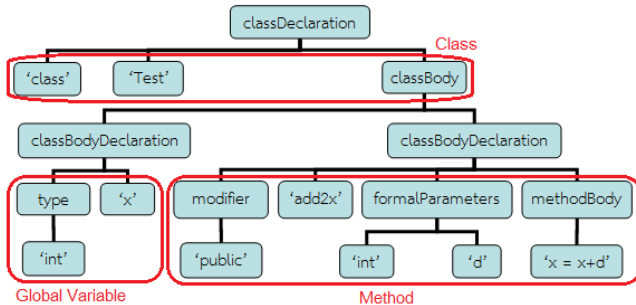 classDeclaration
Class
‘class’ ‘Test’ classBody
classBodyDeclaration classBodyDeclaration
type ‘x’ modifier ‘add2x’ formalParameters methodBody
‘int’ ‘public’ ‘int’ ‘d’ ‘x = x+d’
Global Variable Method